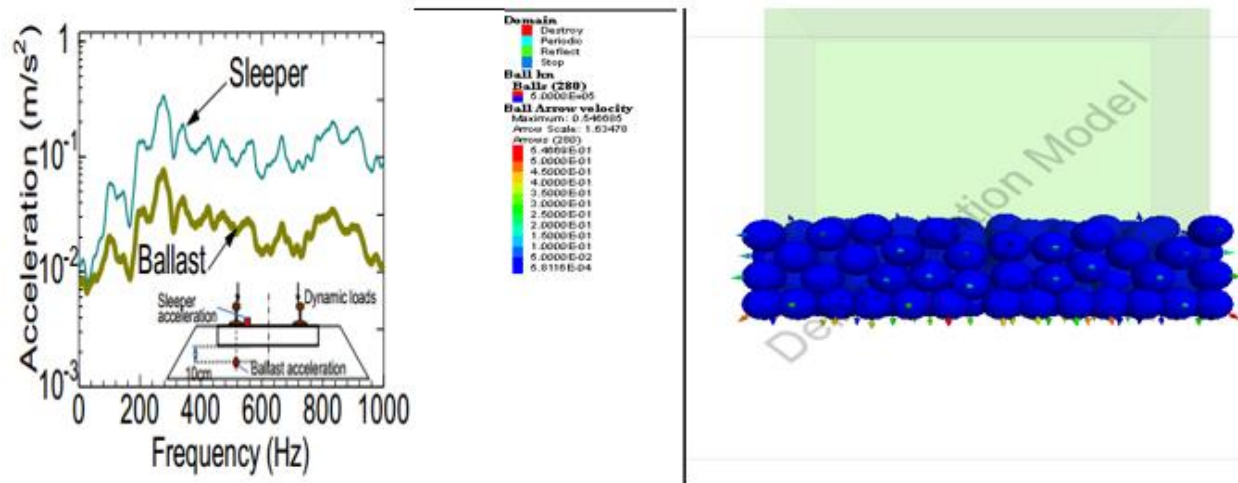 Acceleration (m/s²)
1
10⁻¹
10⁻²
10⁻³
Sleeper
Ballast
Sleeper
acceleration
Dynamic loads
10cm
Ballast acceleration
0 200 400 600 800 1000
Frequency (Hz)
Domain
Destroy
Periodic
Reflect
Stop
Ball kn
Balls (280)
5.0000E+05
Ball Arrow velocity
Maximum: 0.546685
Arrow Scale: 1.63478
Arrows (280)
5.4669E-01
5.0000E-01
4.5000E-01
4.0000E-01
3.5000E-01
3.0000E-01
2.5000E-01
2.0000E-01
1.5000E-01
1.0000E-01
5.0000E-02
5.8116E-04
Model